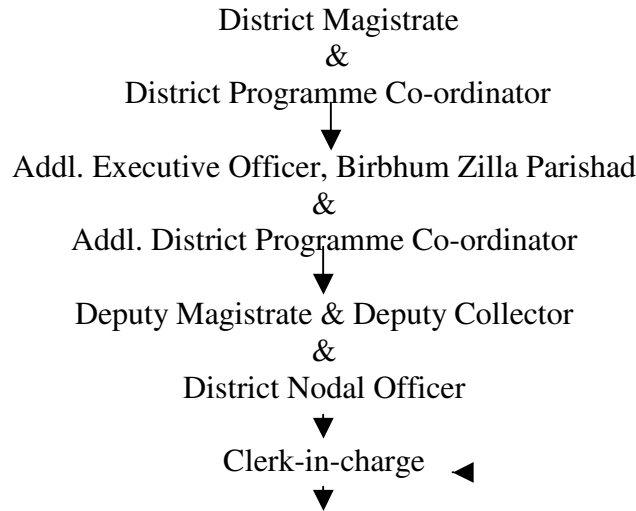 District Magistrate
&
District Programme Co-ordinator
Addl. Executive Officer, Birbhum Zilla Parishad
&
Addl. District Programme Co-ordinator
Deputy Magistrate & Deputy Collector
&
District Nodal Officer
Clerk-in-charge